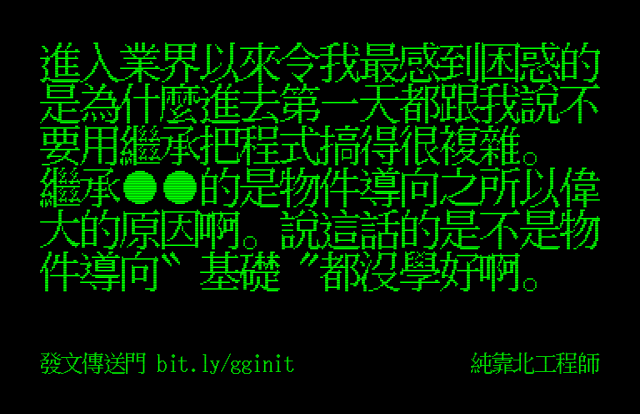 進入業界以來令我最感到困惑的
是為什麼進去第一天都跟我說不
要用繼承把程式搞得很複雜。
繼承●●的是物件導向之所以偉
大的原因啊。說這話的是不是物
件導向〝基礎〞都沒學好啊。
發文傳送門 bit.ly/gginit
純靠北工程師